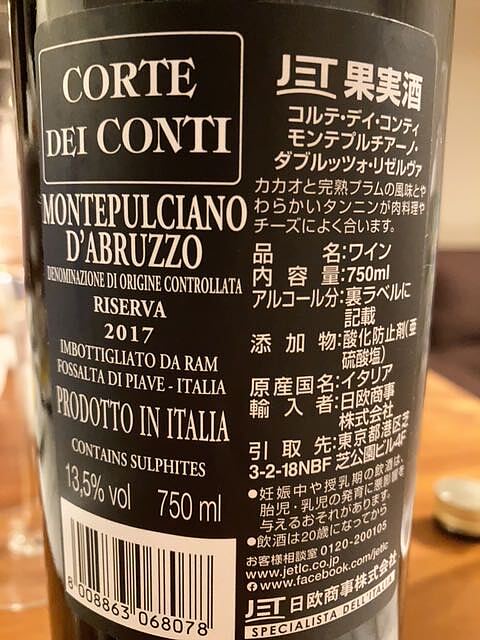 CORTE
DEI CONTI
MONTEPULCIANO
D'ABRUZZO
DENOMINAZIONE DI ORIGINE CONTROLLATA
RISERVA
2017
IMBOTTIGLIATO DA RAM
FOSSALTA DI PIAVE - ITALIA
PRODOTTO IN ITALIA
CONTAINS SULPHITES
13,5% vol 750 ml
8 008863 068078
JET 果実酒
コルテ・デイ・コンティ
モンテプルチアーノ・
ダブルッツォ・リゼルヴァ
カカオと完熟プラムの風味とや
わらかいタンニンが肉料理や
チーズによく合います。
品名:ワイン
内容量:750ml
アルコール分:裏ラベルに
記載
添加物:酸化防止剤(亜
硫酸塩)
原産国名:イタリア
輸入者:日欧商事
株式会社
引取先:東京都港区芝
3-2-18NBF 芝公園ビル4F
●妊娠中や授乳期の飲酒は、
胎児・乳児の発育に悪影響を
与えるおそれがあります。
●飲酒は20歳になってから
お客様相談室 0120-200105
www.jetlc.co.jp
www.facebook.com/jetlc
JET 日欧商事株式会社
SPECIALISTA DELL'ITALIA